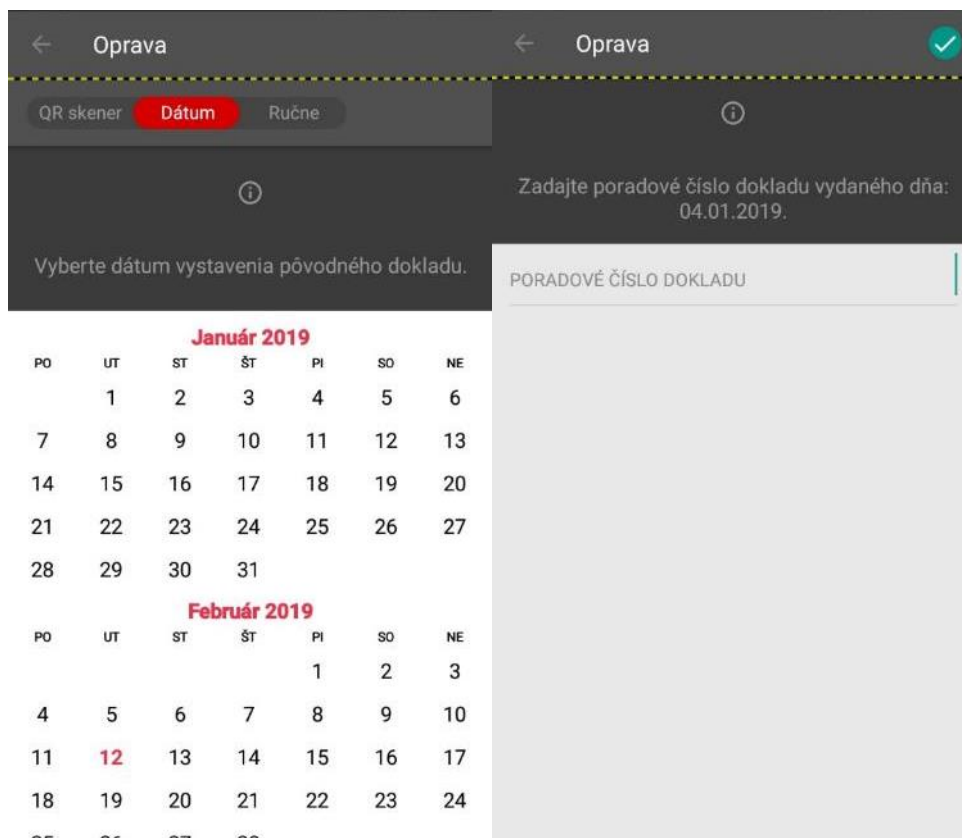 Oprava
QR skener Dátum Ručne
Vyberte dátum vystavenia pôvodného dokladu.
Január 2019
PO UT ST ŠT PI SO NE
1 2 3 4 5 6
7 8 9 10 11 12 13
14 15 16 17 18 19 20
21 22 23 24 25 26 27
28 29 30 31
Február 2019
PO UT ST ŠT PI SO NE
1 2 3
4 5 6 7 8 9 10
11 12 13 14 15 16 17
18 19 20 21 22 23 24
Oprava
Zadajte poradové číslo dokladu vydaného dňa:
04.01.2019.
PORADOVÉ ČÍSLO DOKLADU